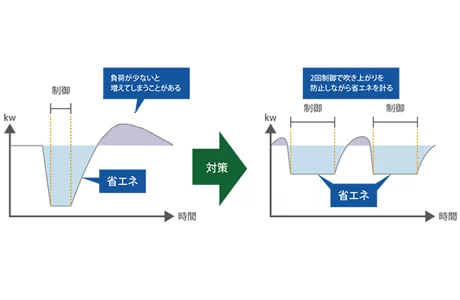 負荷が少ないと
増えてしまうことがある
制御
kw
省エネ
時間
対策
2回制御で吹き上がりを
防止しながら省エネを計る
制御
制御
kw
省エネ
時間